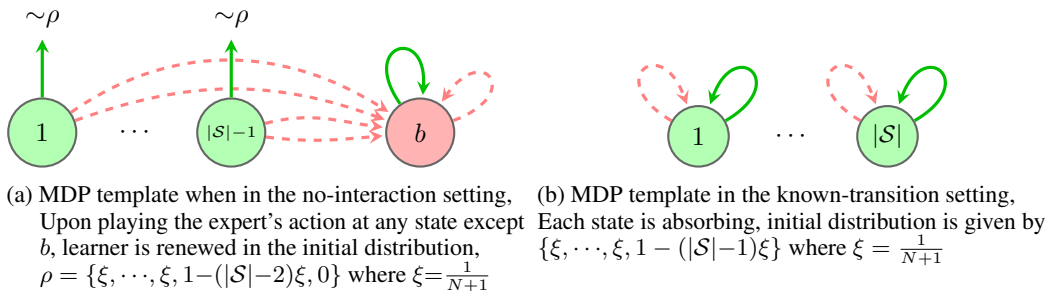 ∼ρ ∼ρ
1 ··· |S|−1 b 1 ··· |S|
(a) MDP template when in the no-interaction setting,
Upon playing the expert's action at any state except
b, learner is renewed in the initial distribution,
ρ = {ξ, ···, ξ, 1−(|S|−2)ξ, 0} where ξ=1/(N+1)
(b) MDP template in the known-transition setting,
Each state is absorbing, initial distribution is given by
{ξ, ···, ξ, 1 − (|S|−1)ξ} where ξ = 1/(N+1)